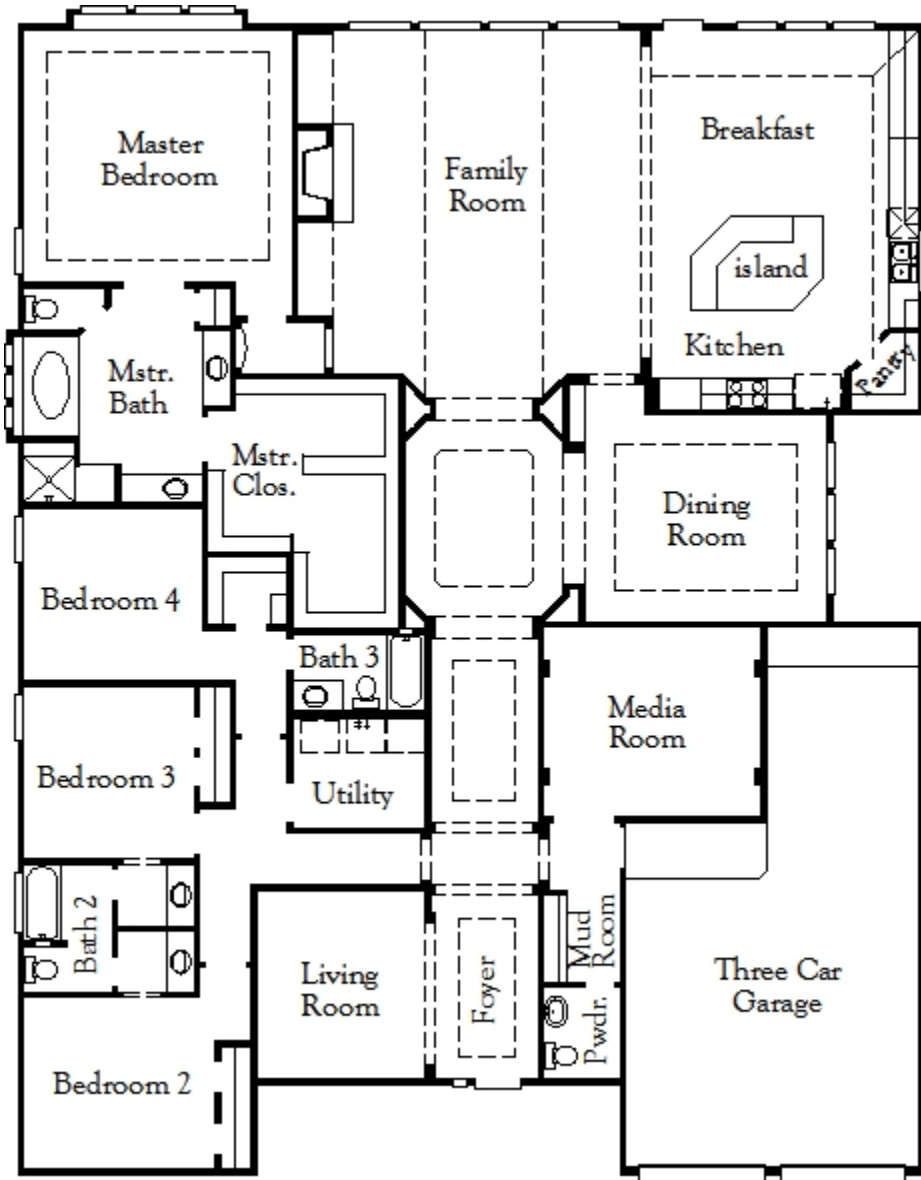 Master
Bedroom
Family
Room
Breakfast
island
Kitchen
Pantry
Mstr.
Bath
Mstr.
Clos.
Dining
Room
Bedroom 4
Bath 3
Media
Room
Bedroom 3
Utility
Bath 2
Mud
Room
Living
Room
Foyer
Three Car
Garage
Pwdr.
Bedroom 2